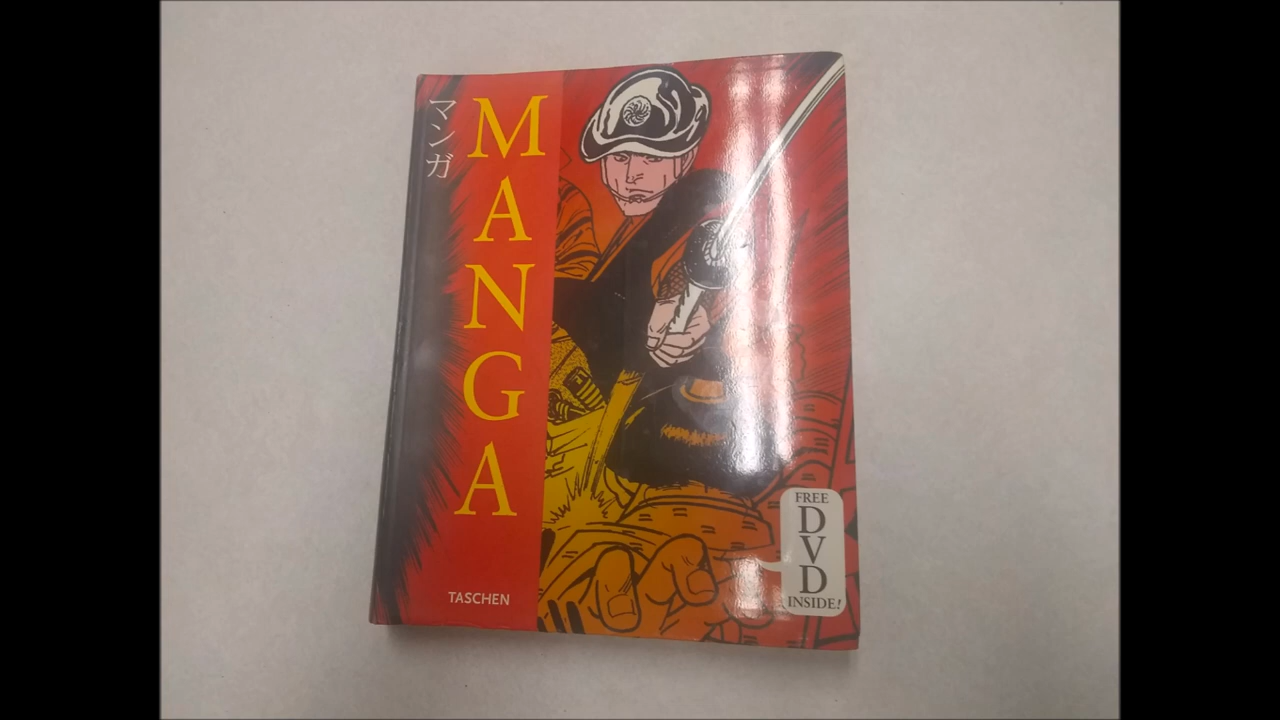 マンガ
MANGA
TASCHEN
FREE
DVD
INSIDE!